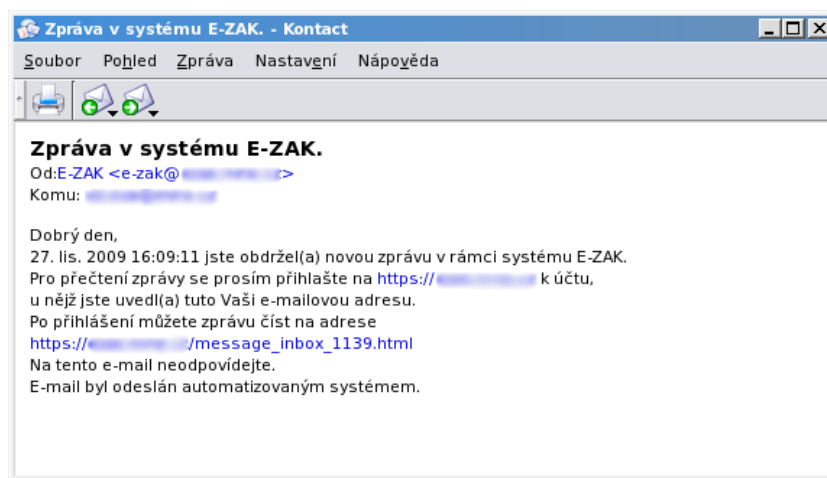 Zpráva v systému E-ZAK. - Kontact
Soubor Pohled Zpráva Nastavení Nápověda
Zpráva v systému E-ZAK.
Od:E-ZAK <e-zak@ >
Komu:
Dobrý den,
27. lis. 2009 16:09:11 jste obdržel(a) novou zprávu v rámci systému E-ZAK.
Pro přečtení zprávy se prosím přihlašte na https:// k účtu,
u nějž jste uvedl(a) tuto Vaši e-mailovou adresu.
Po přihlášení můžete zprávu číst na adrese
https:// /message_inbox_1139.html
Na tento e-mail neodpovídejte.
E-mail byl odeslán automatizovaným systémem.